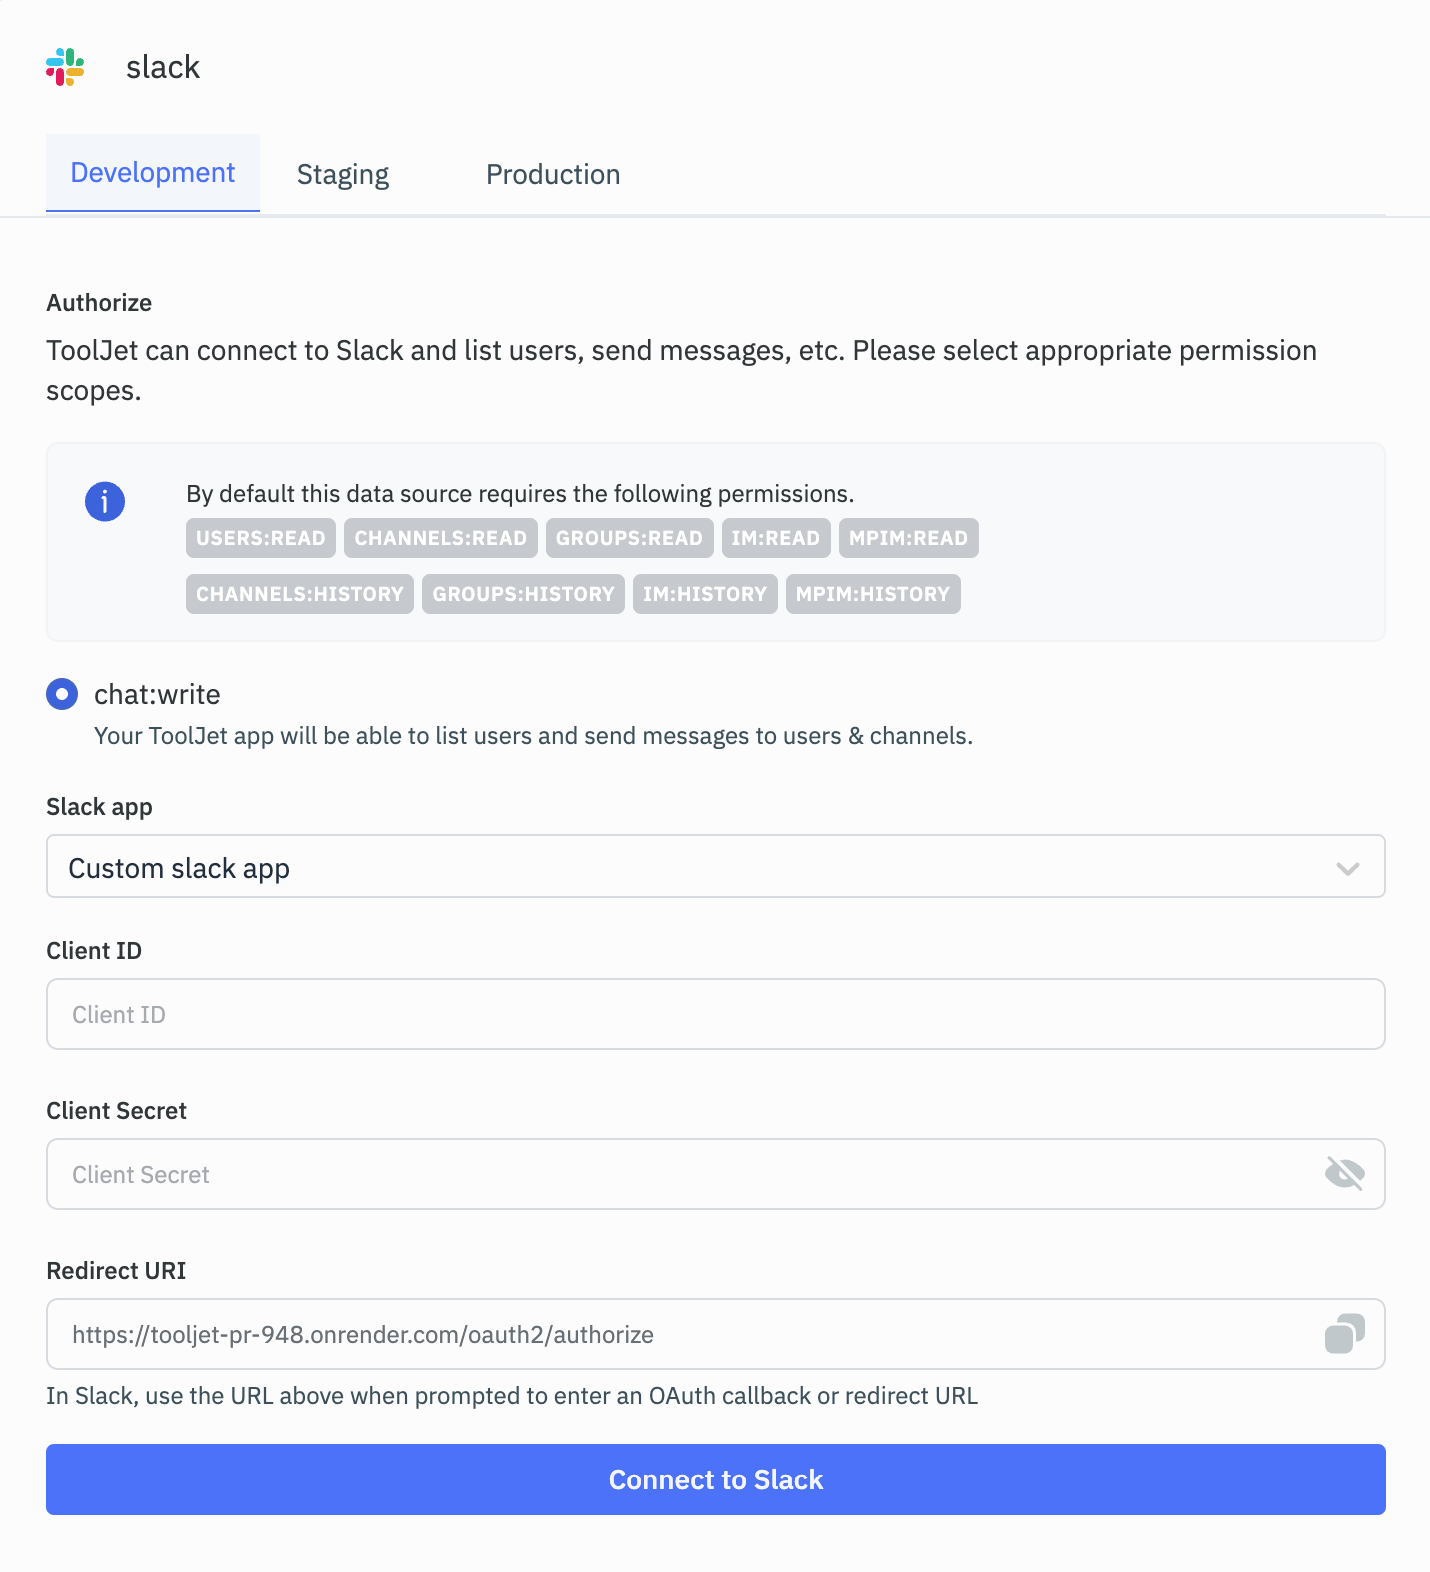 slack
Development Staging Production
Authorize
ToolJet can connect to Slack and list users, send messages, etc. Please select appropriate permission
scopes.
By default this data source requires the following permissions.
USERS:READ CHANNELS:READ GROUPS:READ IM:READ MPIM:READ
CHANNELS:HISTORY GROUPS:HISTORY IM:HISTORY MPIM:HISTORY
chat:write
Your ToolJet app will be able to list users and send messages to users & channels.
Slack app
Custom slack app
Client ID
Client ID
Client Secret
Client Secret
Redirect URI
https://tooljet-pr-948.onrender.com/oauth2/authorize
In Slack, use the URL above when prompted to enter an OAuth callback or redirect URL
Connect to Slack